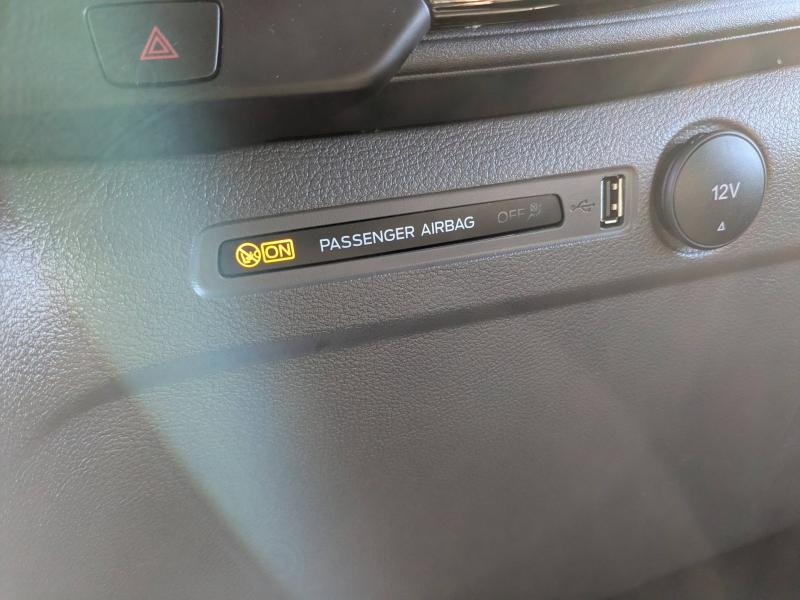 ON PASSENGER AIRBAG OFF
12V